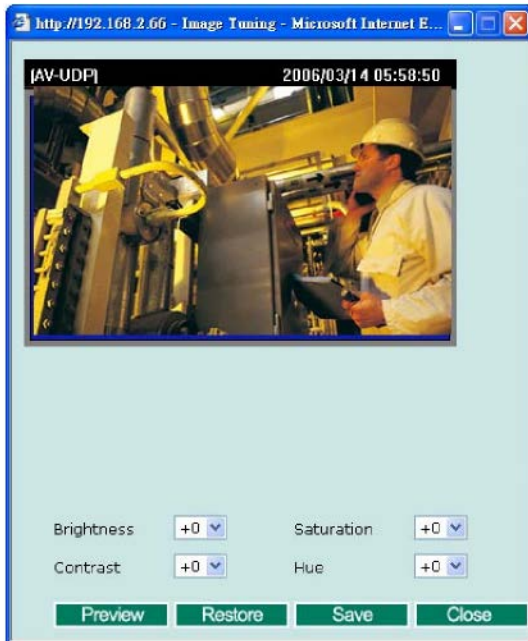 http://192.168.2.66 - Image Tuning - Microsoft Internet E...
(AV-UDP) 2006/03/14 05:58:50
Brightness +0 Saturation +0
Contrast +0 Hue +0
Preview Restore Save Close